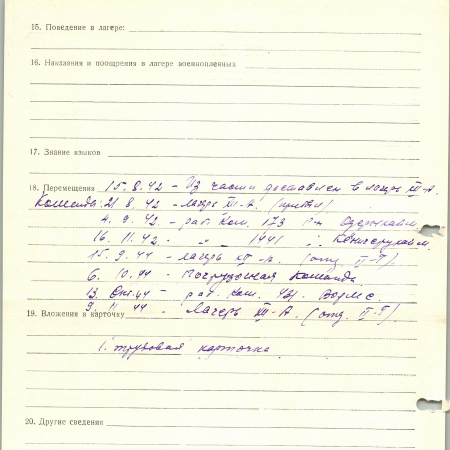 15. Поведение в лагере:
16. Наказания и поощрения в лагере военнопленных
17. Знание языков
18. Перемещения 15.8.42 – Из части доставлен в лагерь III-А.
Команда: 21.8.42 – лагерь III-А
4.9.42 – раб. ком. 173
16.11.42 – " 1441
15.9.44 – лагерь III-А.
6.10.44 – Погрузочная команда.
13. Окт. 44 – раб. ком.
9.11.44 – Лагерь III-А.
19. Вложения в карточку
1. трудовая карточка
20. Другие сведения